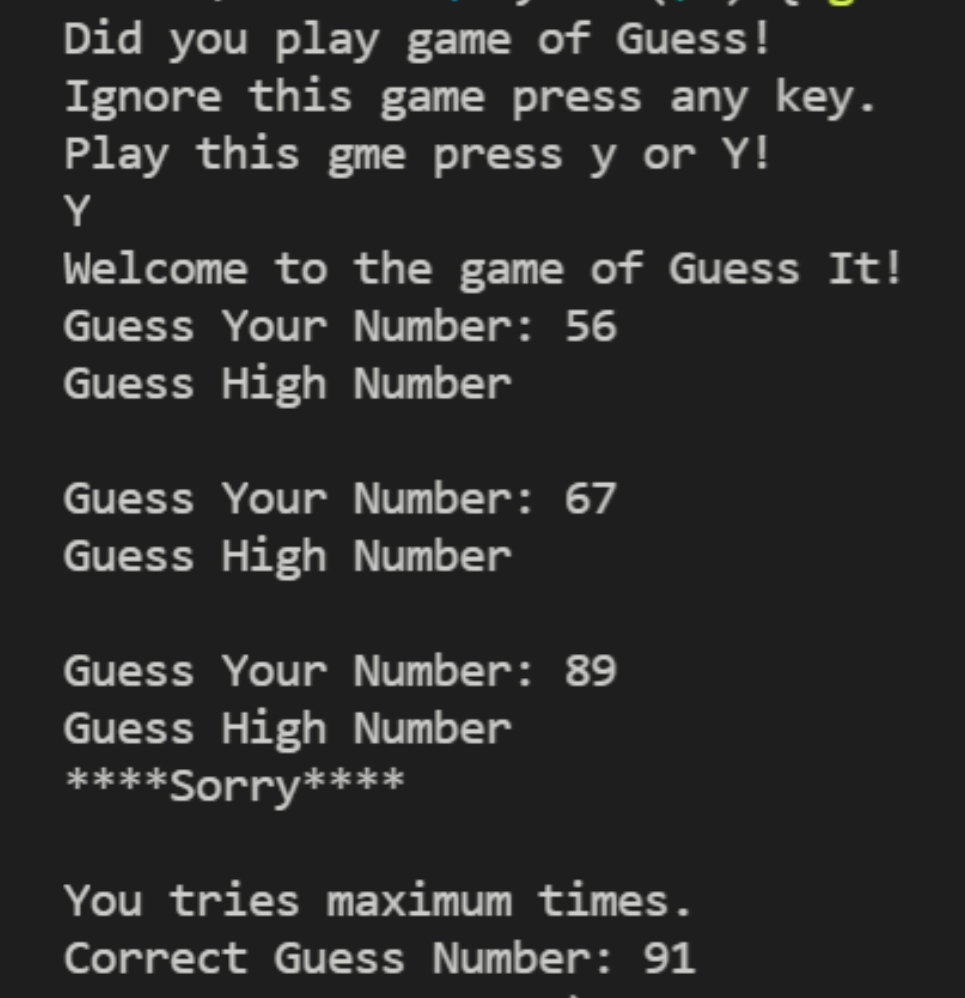 Did you play game of Guess!
Ignore this game press any key.
Play this gme press y or Y!
Y
Welcome to the game of Guess It!
Guess Your Number: 56
Guess High Number
Guess Your Number: 67
Guess High Number
Guess Your Number: 89
Guess High Number
****Sorry****
You tries maximum times.
Correct Guess Number: 91